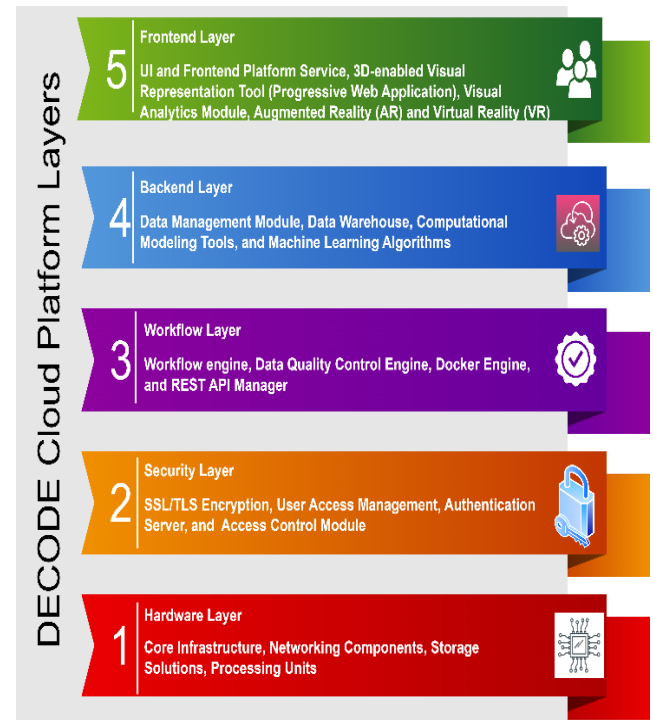 DECODE Cloud Platform Layers
5
Frontend Layer
UI and Frontend Platform Service, 3D-enabled Visual
Representation Tool (Progressive Web Application), Visual
Analytics Module, Augmented Reality (AR) and Virtual Reality (VR)
4
Backend Layer
Data Management Module, Data Warehouse, Computational
Modeling Tools, and Machine Learning Algorithms
3
Workflow Layer
Workflow engine, Data Quality Control Engine, Docker Engine,
and REST API Manager
2
Security Layer
SSL/TLS Encryption, User Access Management, Authentication
Server, and Access Control Module
1
Hardware Layer
Core Infrastructure, Networking Components, Storage
Solutions, Processing Units